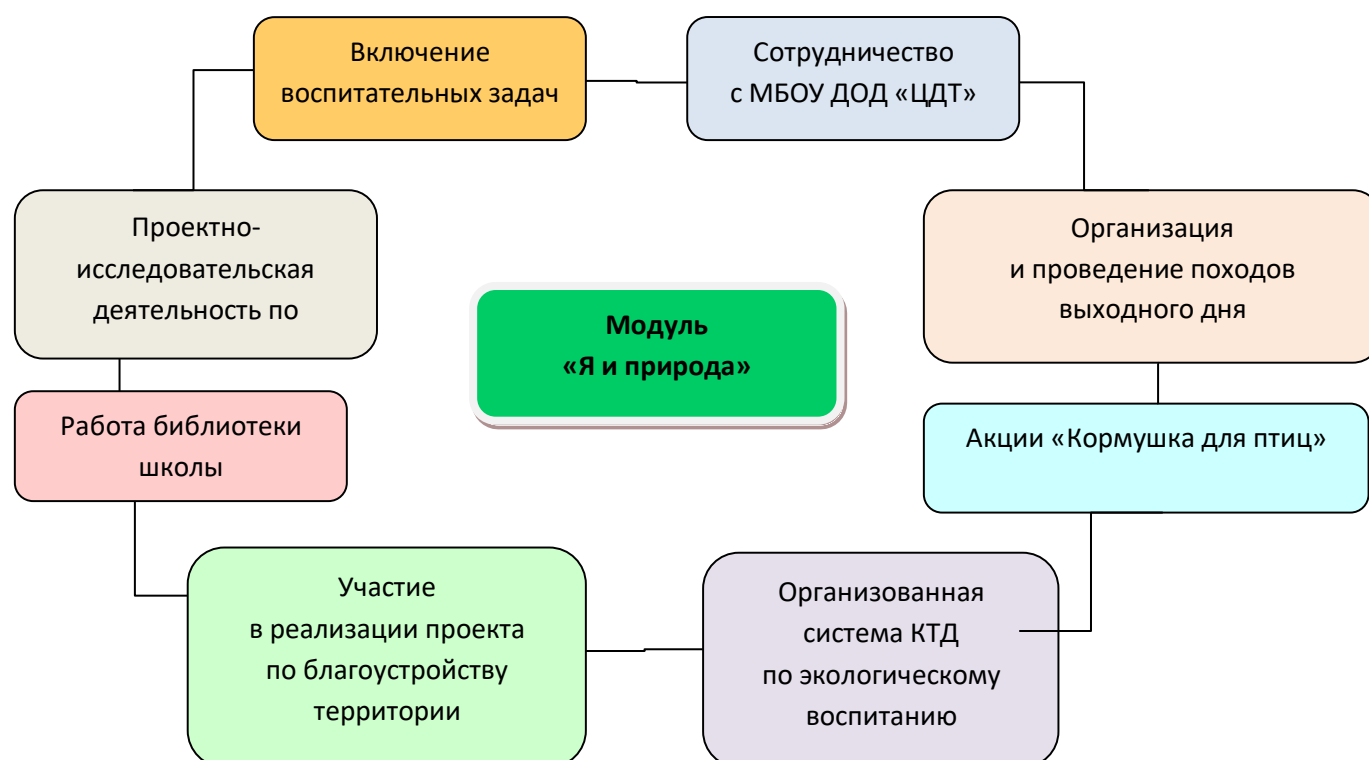 Включение
воспитательных задач
Сотрудничество
с МБОУ ДОД «ЦДТ»
Проектно-
исследовательская
деятельность по
Организация
и проведение походов
выходного дня
Модуль
«Я и природа»
Работа библиотеки
школы
Акции «Кормушка для птиц»
Участие
в реализации проекта
по благоустройству
территории
Организованная
система КТД
по экологическому
воспитанию